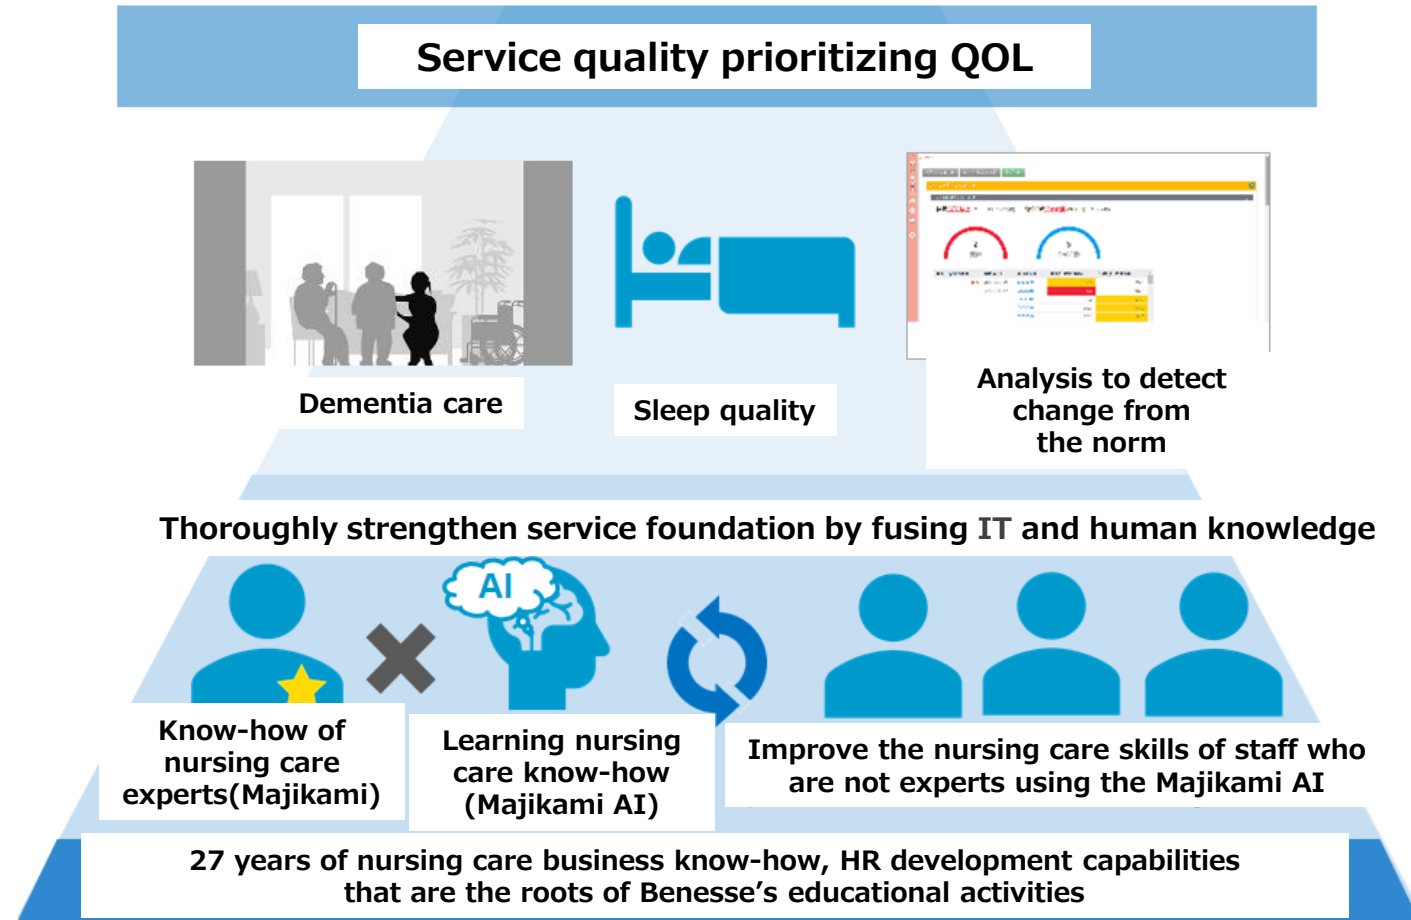 Service quality prioritizing QOL
Dementia care
Sleep quality
Analysis to detect
change from
the norm
Thoroughly strengthen service foundation by fusing IT and human knowledge
AI
Know-how of
nursing care
experts(Majikami)
Learning nursing
care know-how
(Majikami AI)
Improve the nursing care skills of staff who
are not experts using the Majikami AI
27 years of nursing care business know-how, HR development capabilities
that are the roots of Benesse’s educational activities